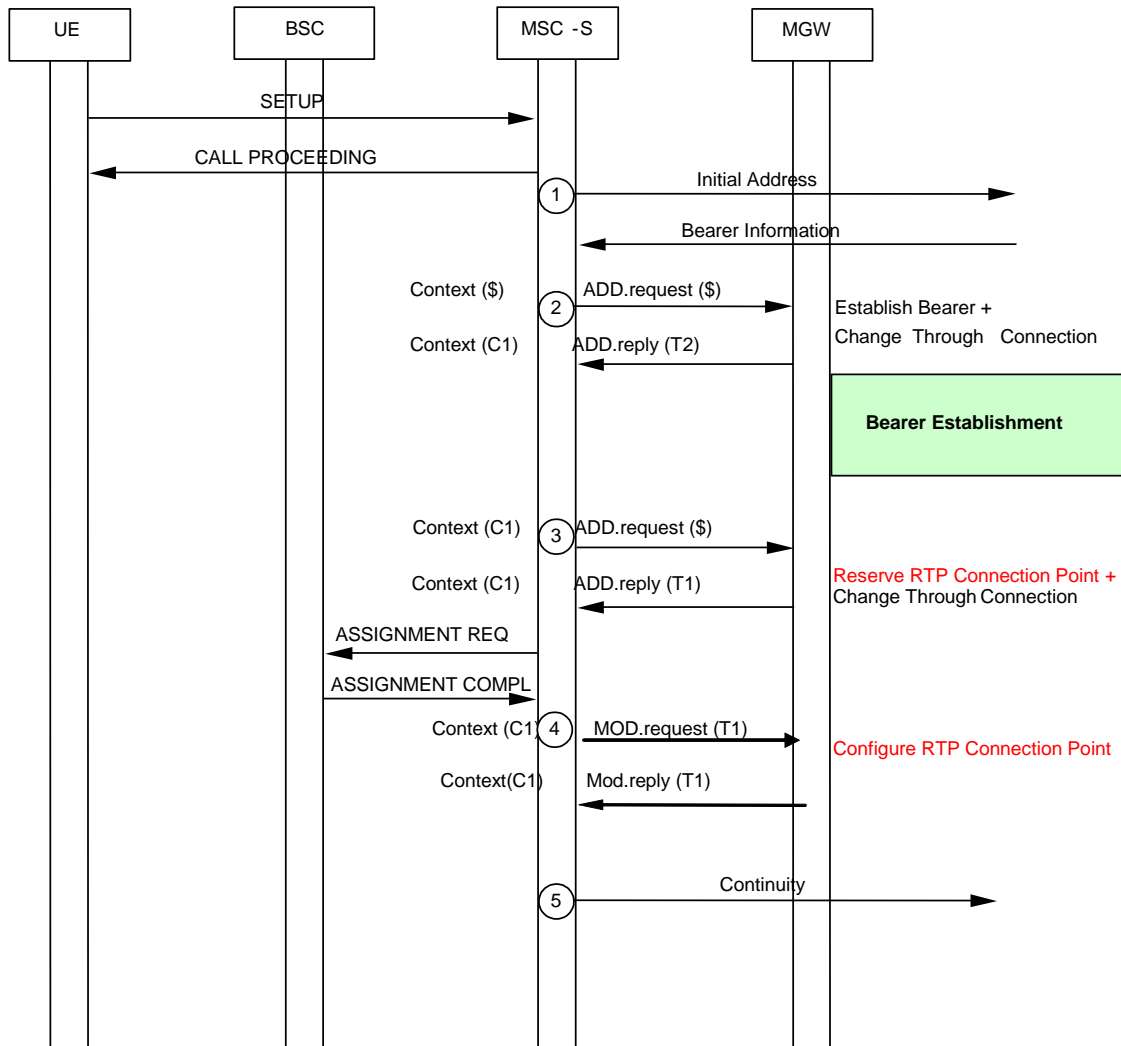 UE
BSC
MSC -S
MGW
SETUP
CALL PROCEEDING
1
Initial Address
Bearer Information
Context ($)
2
ADD.request ($)
Establish Bearer +
Change Through Connection
Context (C1)
ADD.reply (T2)
Bearer Establishment
Context (C1)
3
ADD.request ($)
Reserve RTP Connection Point +
Change Through Connection
Context (C1)
ADD.reply (T1)
ASSIGNMENT REQ
ASSIGNMENT COMPL
Context (C1)
4
MOD.request (T1)
Configure RTP Connection Point
Context(C1)
Mod.reply (T1)
5
Continuity